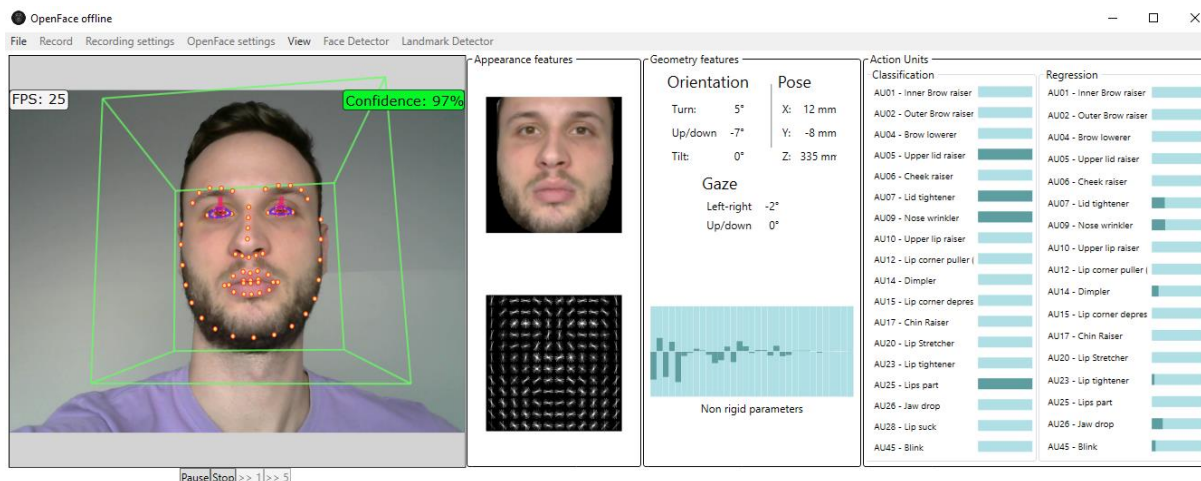 OpenFace offline
File Record Recording settings OpenFace settings View Face Detector Landmark Detector
FPS: 25
Confidence: 97%
Appearance features
Geometry features
Orientation
Turn: 5°
Up/down -7°
Tilt: 0°
Pose
X: 12 mm
Y: -8 mm
Z: 335 mm
Gaze
Left-right -2°
Up/down 0°
Non rigid parameters
Action Units
Classification
AU01 - Inner Brow raiser
AU02 - Outer Brow raiser
AU04 - Brow lowerer
AU05 - Upper lid raiser
AU06 - Cheek raiser
AU07 - Lid tightener
AU09 - Nose wrinkler
AU10 - Upper lip raiser
AU12 - Lip corner puller (
AU14 - Dimpler
AU15 - Lip corner depres
AU17 - Chin Raiser
AU20 - Lip Stretcher
AU23 - Lip tightener
AU25 - Lips part
AU26 - Jaw drop
AU28 - Lip suck
AU45 - Blink
Regression
AU01 - Inner Brow raiser
AU02 - Outer Brow raiser
AU04 - Brow lowerer
AU05 - Upper lid raiser
AU06 - Cheek raiser
AU07 - Lid tightener
AU09 - Nose wrinkler
AU10 - Upper lip raiser
AU12 - Lip corner puller (
AU14 - Dimpler
AU15 - Lip corner depres
AU17 - Chin Raiser
AU20 - Lip Stretcher
AU23 - Lip tightener
AU25 - Lips part
AU26 - Jaw drop
AU45 - Blink
Pause Stop >> 1 >> 5